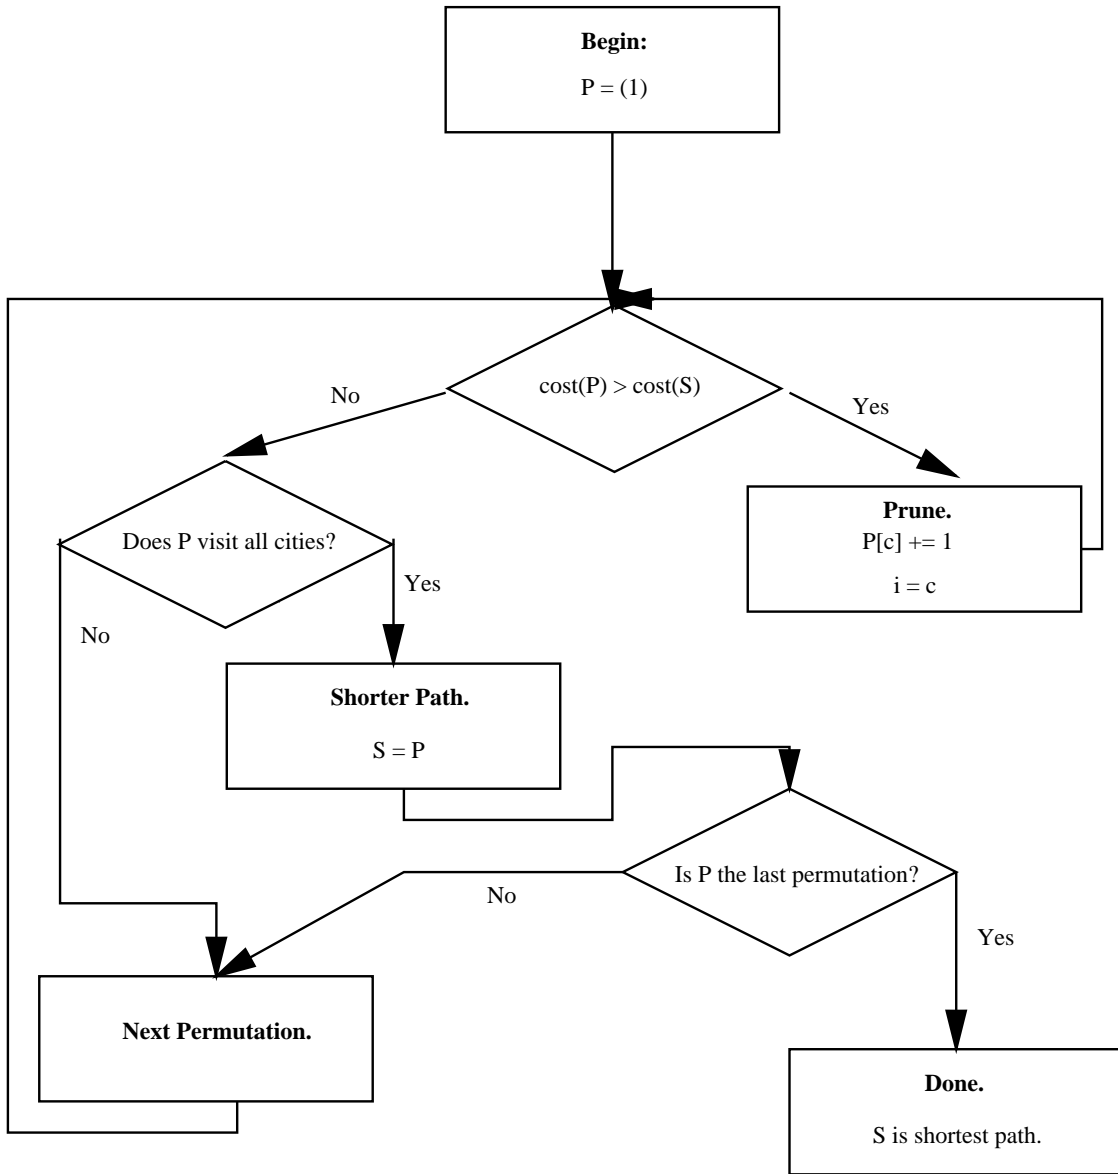 Begin:
P = (1)
cost(P) > cost(S)
No
Yes
Prune.
P[c] += 1
i = c
Does P visit all cities?
Yes
No
Shorter Path.
S = P
Is P the last permutation?
No
Yes
Next Permutation.
Done.
S is shortest path.